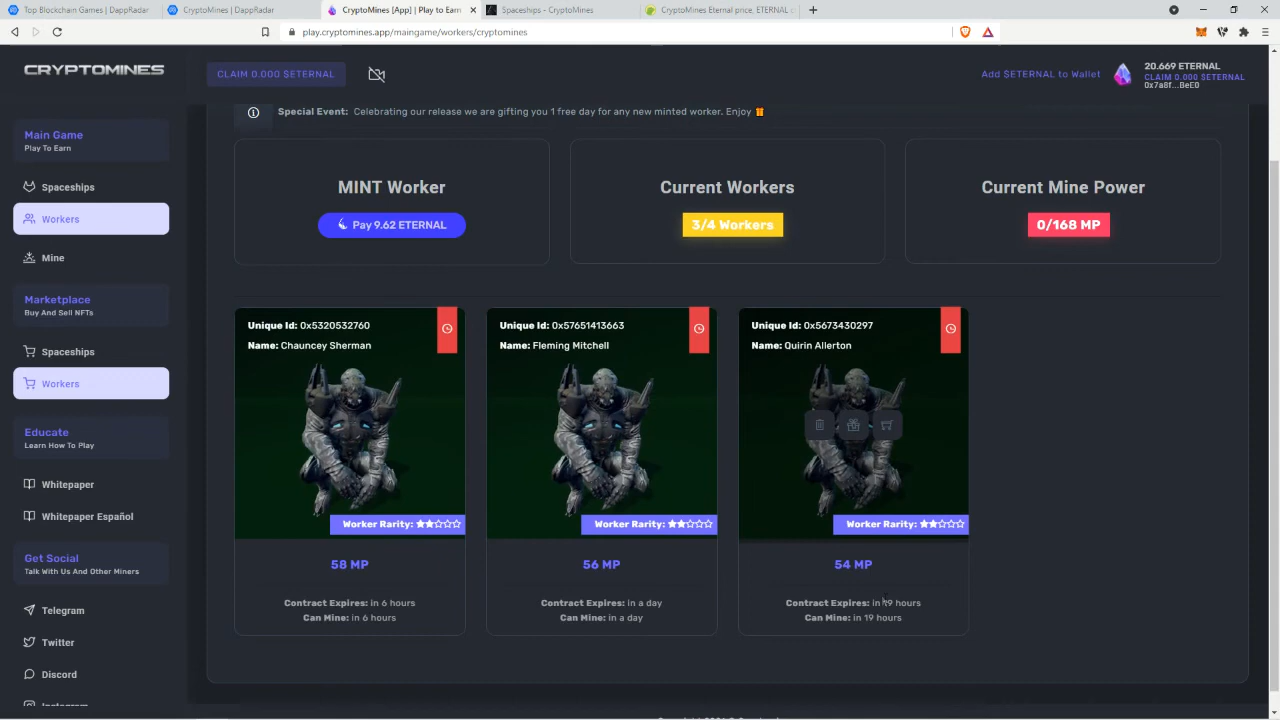 Top Blockchain Games | DappRadar
CryptoMines | DappRadar
CryptoMines [App] | Play to Earn
Spaceships - CryptoMines
CryptoMines Eternal price, ETERNAL c
play.cryptomines.app/maingame/workers/cryptomines
CRYPTOMINES
CLAIM 0.000 $ETERNAL
Add $ETERNAL to Wallet
20.669 ETERNAL
CLAIM 0.000 $ETERNAL
0x7a8f...BeE0
Main Game
Play To Earn
Spaceships
Workers
Mine
Marketplace
Buy And Sell NFTs
Spaceships
Workers
Educate
Learn How To Play
Whitepaper
Whitepaper Español
Get Social
Talk With Us And Other Miners
Telegram
Twitter
Discord
Instagram
Special Event: Celebrating our release we are gifting you 1 free day for any new minted worker. Enjoy
MINT Worker
Pay 9.62 ETERNAL
Current Workers
3/4 Workers
Current Mine Power
0/168 MP
Unique Id: 0x5320532760
Name: Chauncey Sherman
Worker Rarity:
58 MP
Contract Expires: in 6 hours
Can Mine: in 6 hours
Unique Id: 0x57651413663
Name: Fleming Mitchell
Worker Rarity:
56 MP
Contract Expires: in a day
Can Mine: in a day
Unique Id: 0x5673430297
Name: Quirin Allerton
Worker Rarity:
54 MP
Contract Expires: in 19 hours
Can Mine: in 19 hours